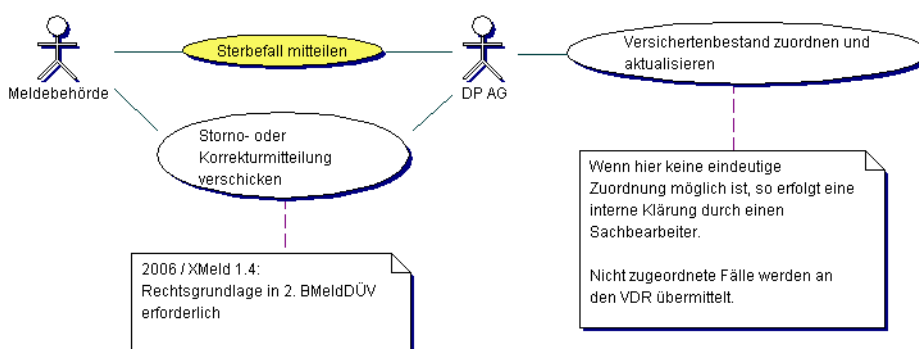 Sterbefall mitteilen
Versichertenbestand zuordnen und
aktualisieren
Meldebehörde
DP AG
Storno- oder
Korrekturmitteilung
verschicken
Wenn hier keine eindeutige
Zuordnung möglich ist, so erfolgt eine
interne Klärung durch einen
Sachbearbeiter.
Nicht zugeordnete Fälle werden an
den VDR übermittelt.
2006 / XMeld 1.4:
Rechtsgrundlage in 2. BMeldDÜV
erforderlich